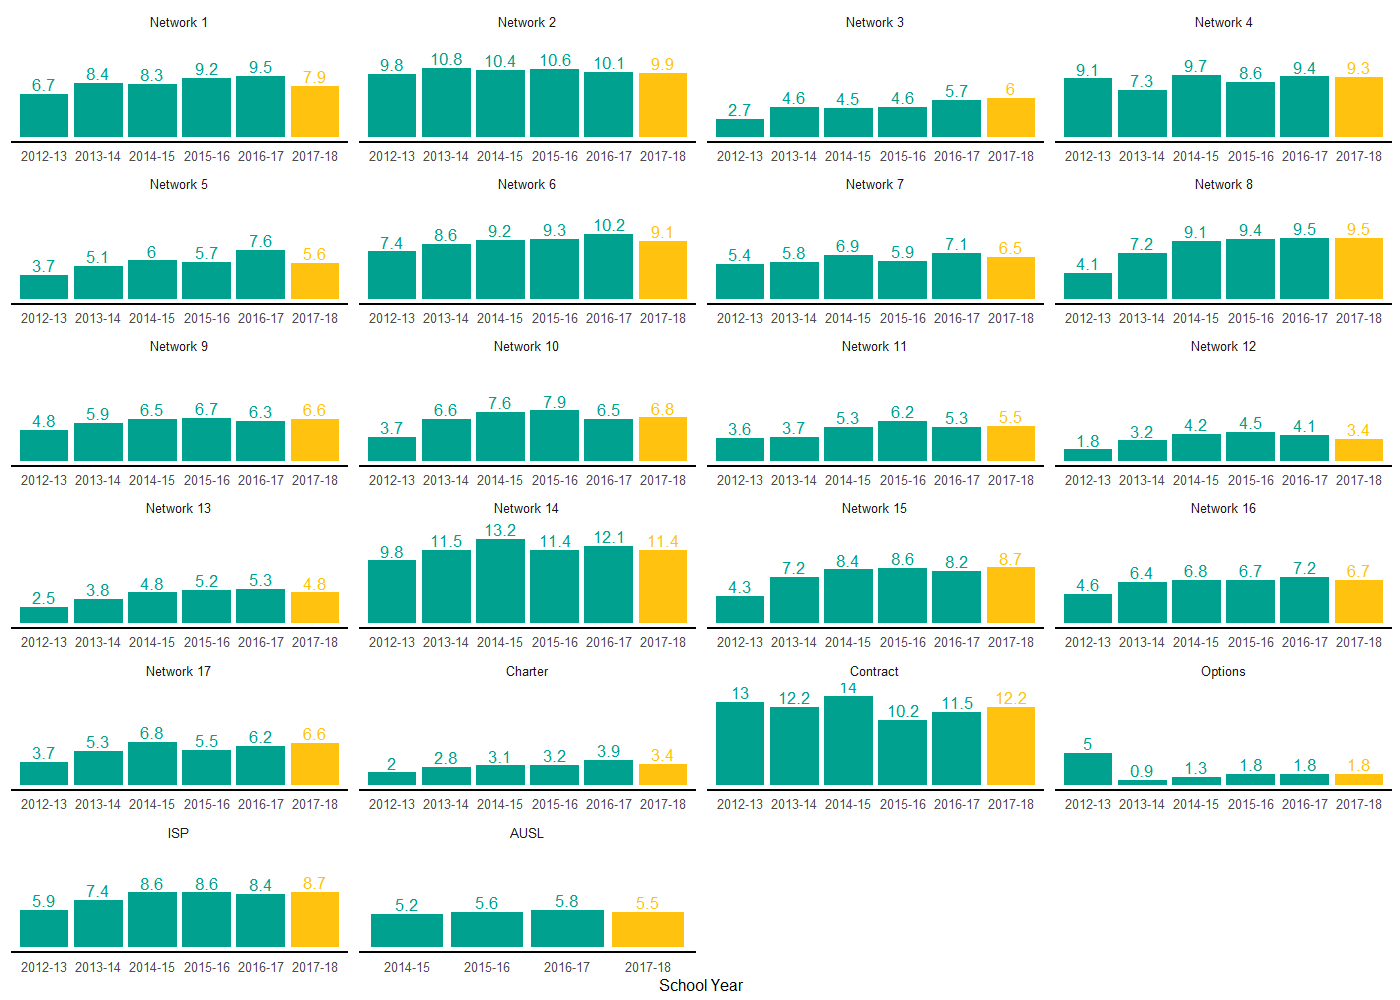 Network 1 Network 2 Network 3 Network 4
6.7 8.4 8.3 9.2 9.5 7.9 9.8 10.8 10.4 10.6 10.1 9.9 2.7 4.6 4.5 4.6 5.7 6 9.1 7.3 9.7 8.6 9.4 9.3
2012-13 2013-14 2014-15 2015-16 2016-17 2017-18 2012-13 2013-14 2014-15 2015-16 2016-17 2017-18 2012-13 2013-14 2014-15 2015-16 2016-17 2017-18 2012-13 2013-14 2014-15 2015-16 2016-17 2017-18
Network 5 Network 6 Network 7 Network 8
3.7 5.1 6 5.7 7.6 5.6 7.4 8.6 9.2 9.3 10.2 9.1 5.4 5.8 6.9 5.9 7.1 6.5 4.1 7.2 9.1 9.4 9.5 9.5
2012-13 2013-14 2014-15 2015-16 2016-17 2017-18 2012-13 2013-14 2014-15 2015-16 2016-17 2017-18 2012-13 2013-14 2014-15 2015-16 2016-17 2017-18 2012-13 2013-14 2014-15 2015-16 2016-17 2017-18
Network 9 Network 10 Network 11 Network 12
4.8 5.9 6.5 6.7 6.3 6.6 3.7 6.6 7.6 7.9 6.5 6.8 3.6 3.7 5.3 6.2 5.3 5.5 1.8 3.2 4.2 4.5 4.1 3.4
2012-13 2013-14 2014-15 2015-16 2016-17 2017-18 2012-13 2013-14 2014-15 2015-16 2016-17 2017-18 2012-13 2013-14 2014-15 2015-16 2016-17 2017-18 2012-13 2013-14 2014-15 2015-16 2016-17 2017-18
Network 13 Network 14 Network 15 Network 16
2.5 3.8 4.8 5.2 5.3 4.8 9.8 11.5 13.2 11.4 12.1 11.4 4.3 7.2 8.4 8.6 8.2 8.7 4.6 6.4 6.8 6.7 7.2 6.7
2012-13 2013-14 2014-15 2015-16 2016-17 2017-18 2012-13 2013-14 2014-15 2015-16 2016-17 2017-18 2012-13 2013-14 2014-15 2015-16 2016-17 2017-18 2012-13 2013-14 2014-15 2015-16 2016-17 2017-18
Network 17 Charter Contract Options
3.7 5.3 6.8 5.5 6.2 6.6 2 2.8 3.1 3.2 3.9 3.4 13 12.2 14 10.2 11.5 12.2 5 0.9 1.3 1.8 1.8 1.8
2012-13 2013-14 2014-15 2015-16 2016-17 2017-18 2012-13 2013-14 2014-15 2015-16 2016-17 2017-18 2012-13 2013-14 2014-15 2015-16 2016-17 2017-18 2012-13 2013-14 2014-15 2015-16 2016-17 2017-18
ISP AUSL
5.9 7.4 8.6 8.6 8.4 8.7 5.2 5.6 5.8 5.5
2012-13 2013-14 2014-15 2015-16 2016-17 2017-18 2014-15 2015-16 2016-17 2017-18
School Year